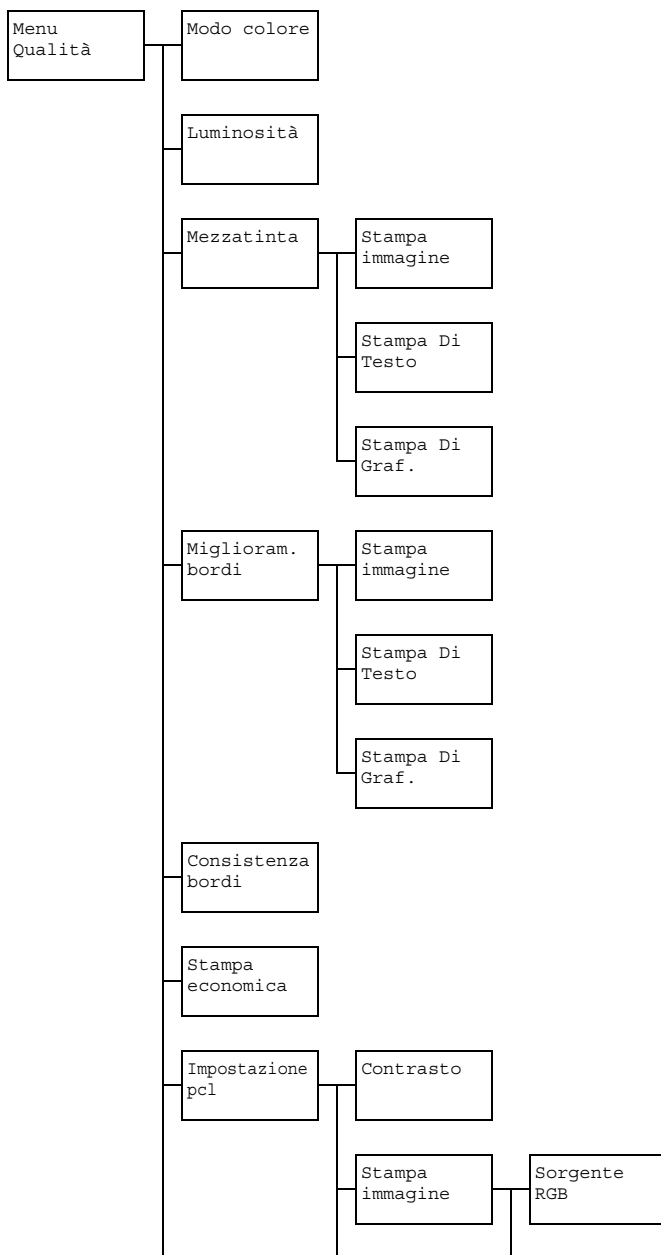 Menu
Qualità
Modo colore
Luminosità
Mezzatinta
Stampa
immagine
Stampa Di
Testo
Stampa Di
Graf.
Miglioram.
bordi
Stampa
immagine
Stampa Di
Testo
Stampa Di
Graf.
Consistenza
bordi
Stampa
economica
Impostazione
pcl
Contrasto
Stampa
immagine
Sorgente
RGB